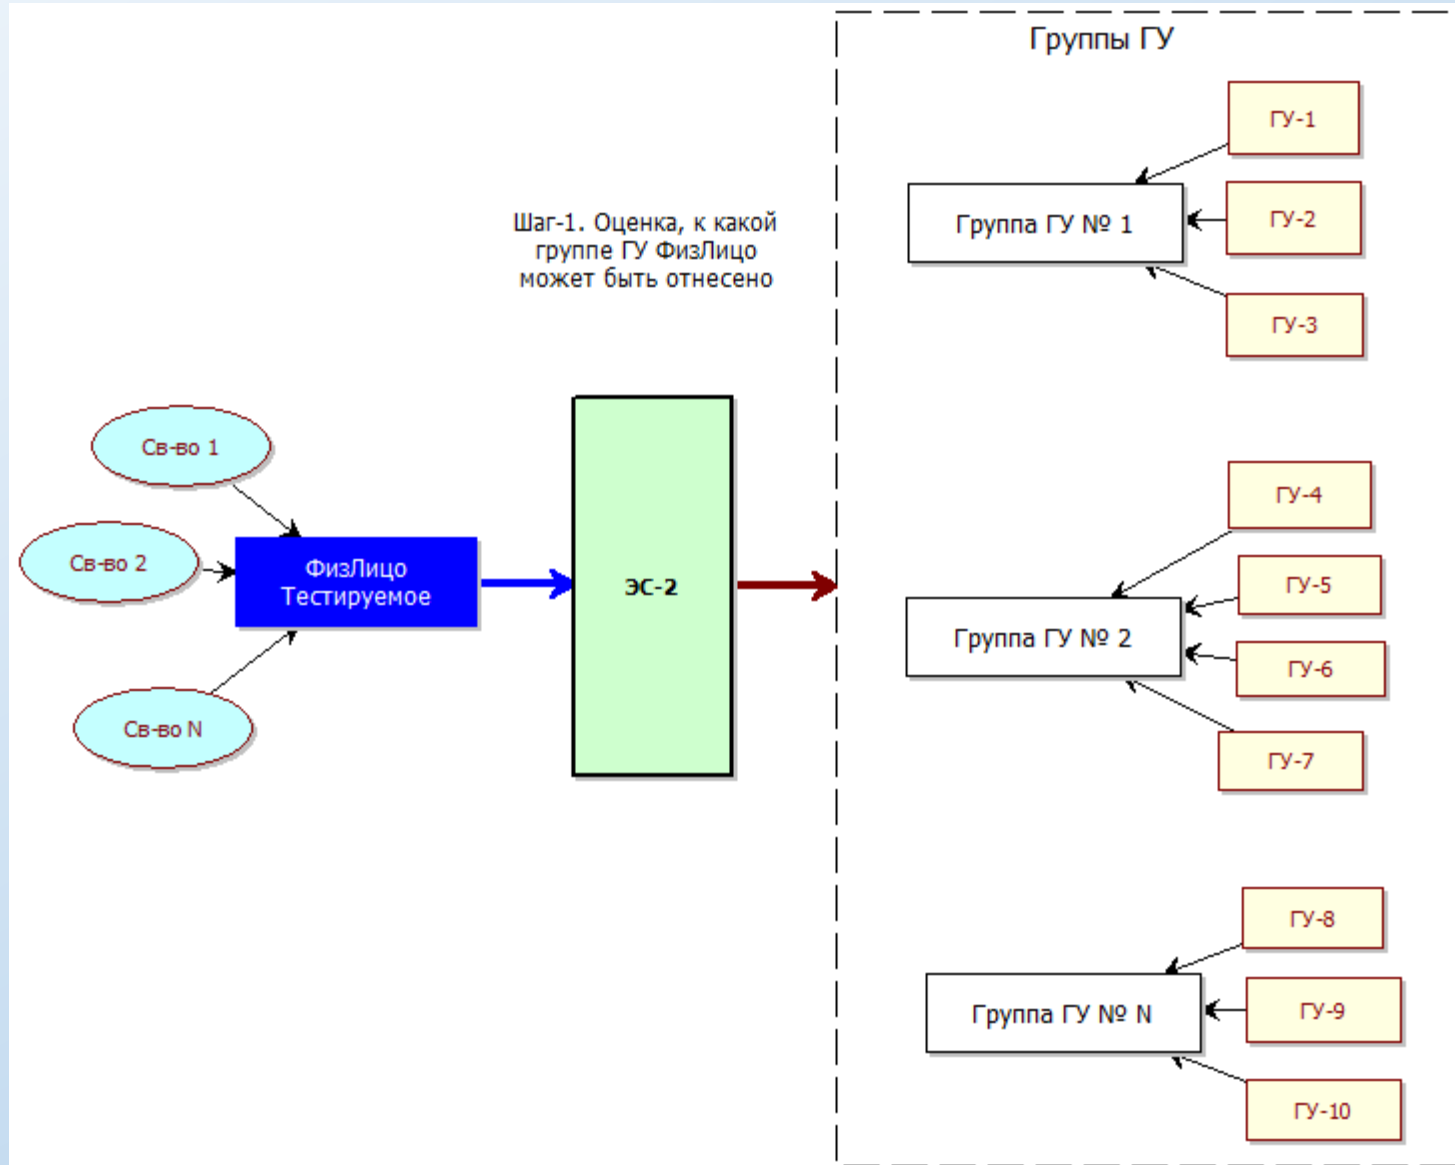 Группы ГУ
ГУ-1
Группа ГУ № 1
ГУ-2
ГУ-3
Шаг-1. Оценка, к какой
группе ГУ ФизЛицо
может быть отнесено
Св-во 1
Св-во 2
Св-во N
ФизЛицо
Тестируемое
ЭС-2
ГУ-4
ГУ-5
Группа ГУ № 2
ГУ-6
ГУ-7
ГУ-8
Группа ГУ № N
ГУ-9
ГУ-10